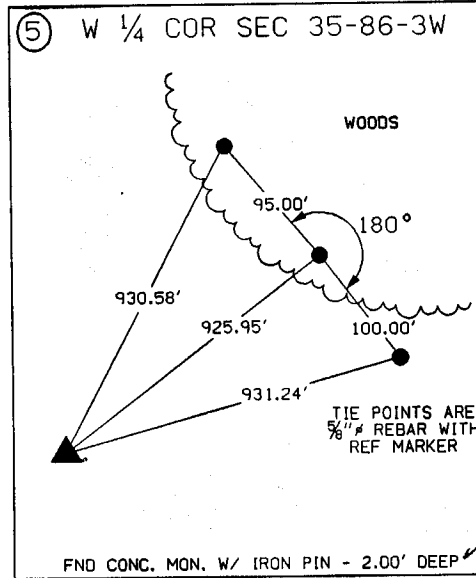 ⑤ W ¼ COR SEC 35-86-3W
WOODS
95.00'
180°
930.58'
925.95'
100.00'
931.24'
TIE POINTS ARE
⅝"ø REBAR WITH
REF MARKER
FND CONC. MON. W/ IRON PIN - 2.00' DEEP